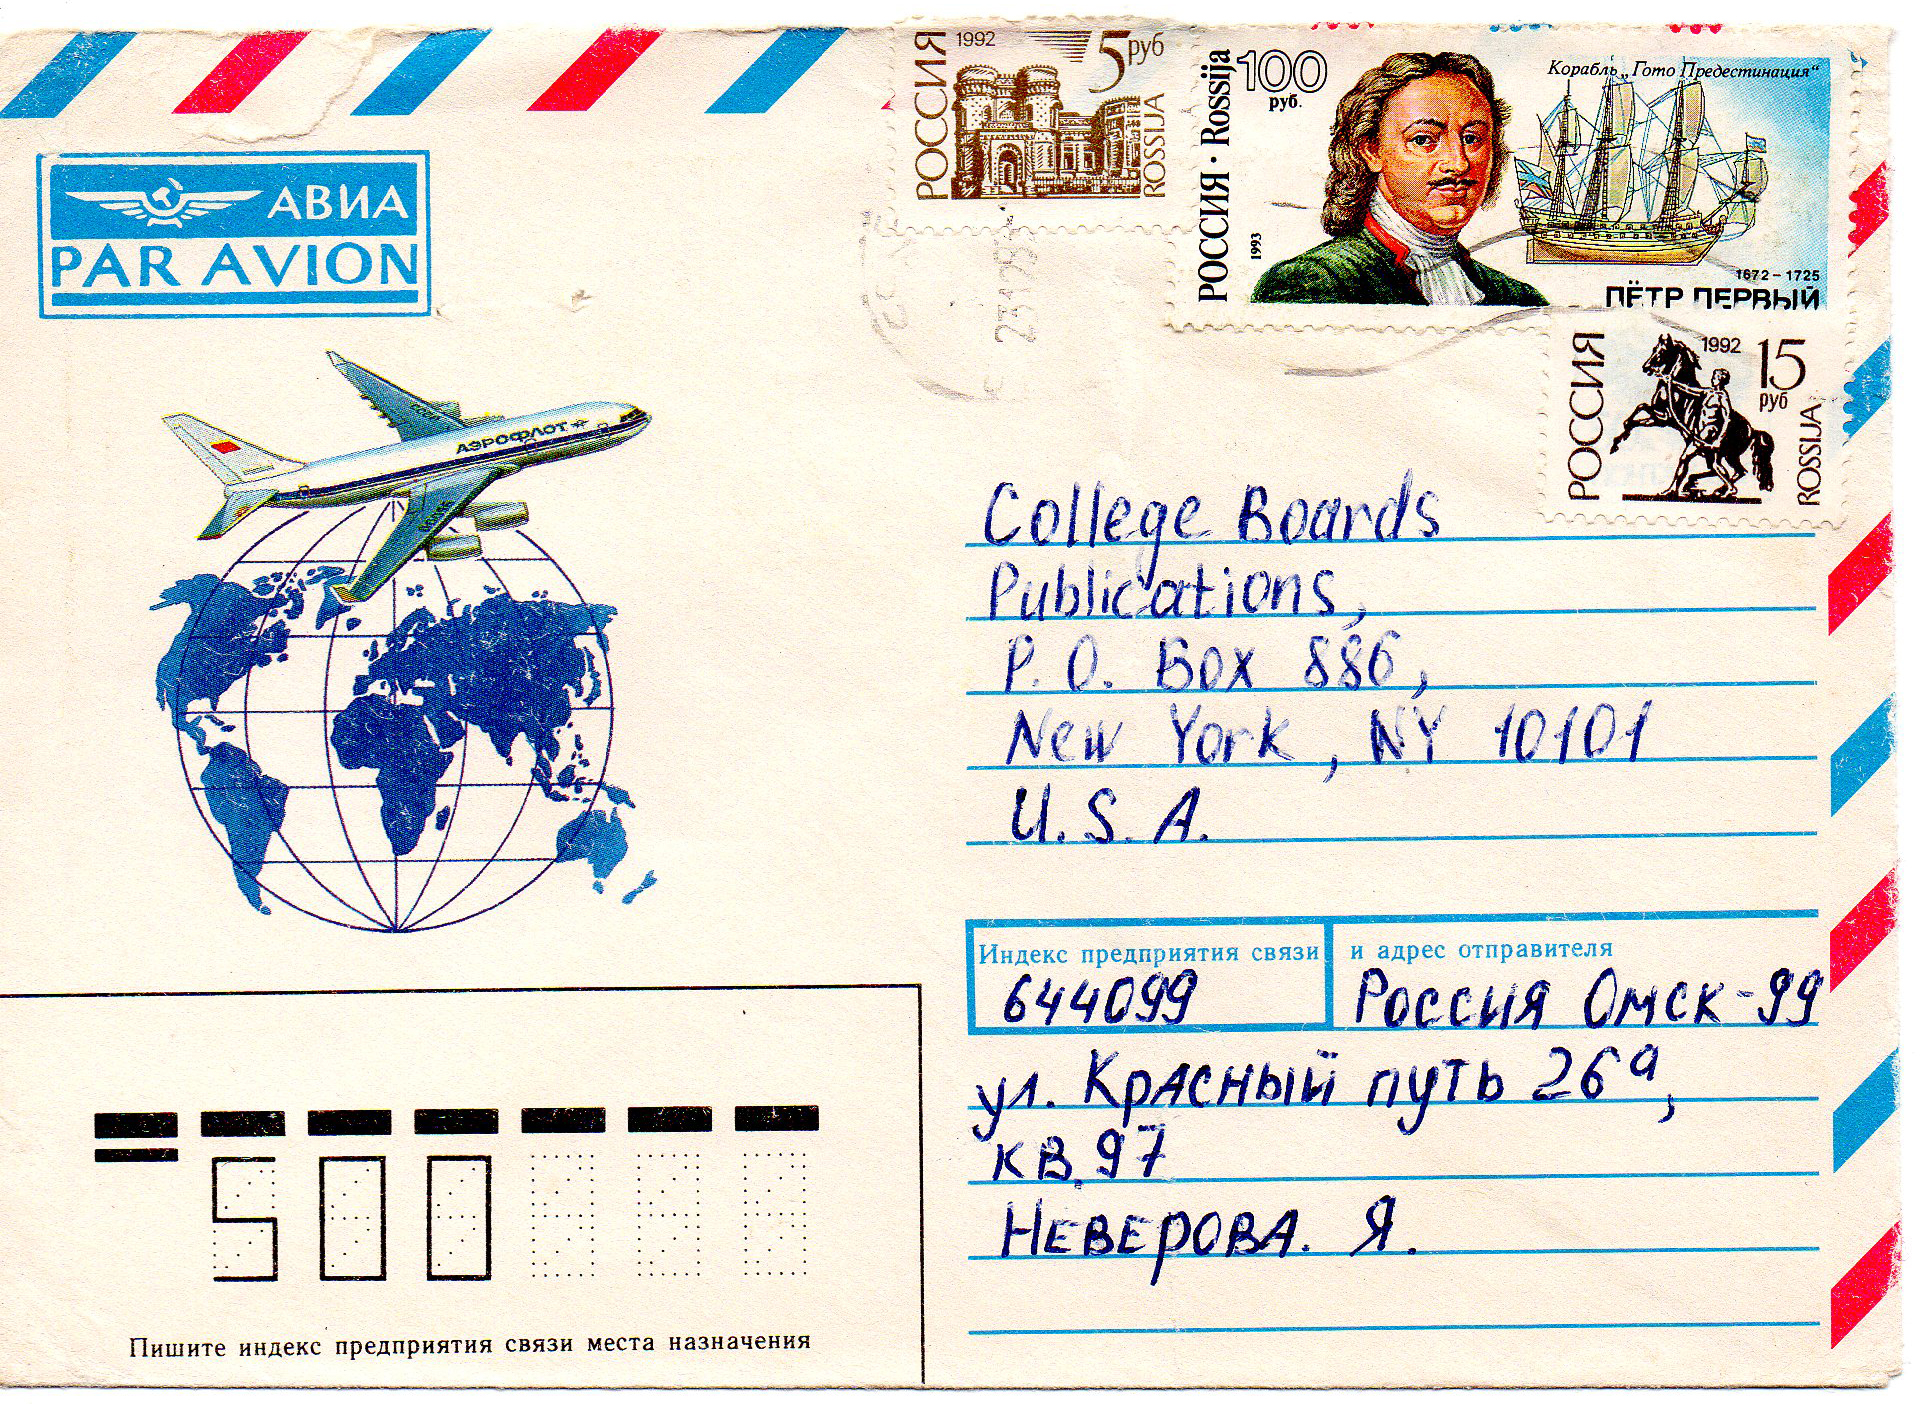 АВИА
PAR AVION
РОССИЯ
1992
5 руб
ROSSIJA
РОССИЯ · Rossija
100
руб.
1993
Корабль „Гото Предестинация“
1672 – 1725
ПЁТР ПЕРВЫЙ
РОССИЯ
1992
15
руб
ROSSIJA
АЭРОФЛОТ
College Boards
Publications,
P. O. Box 886,
New York, NY 10101
U. S. A.
Индекс предприятия связи и адрес отправителя
644099 Россия Омск-99
ул. Красный путь 26а,
кв. 97
Неверова. Я.
500
Пишите индекс предприятия связи места назначения